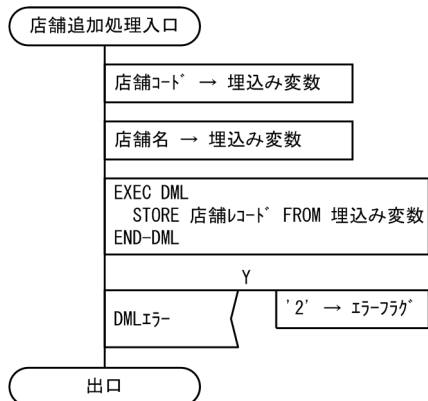 店舗追加処理入口
店舗ｺｰﾄﾞ → 埋込み変数
店舗名 → 埋込み変数
EXEC DML
STORE 店舗ﾚｺｰﾄﾞ FROM 埋込み変数
END-DML
Y
DMLｴﾗｰ
'2' → ｴﾗｰﾌﾗｸﾞ
出口